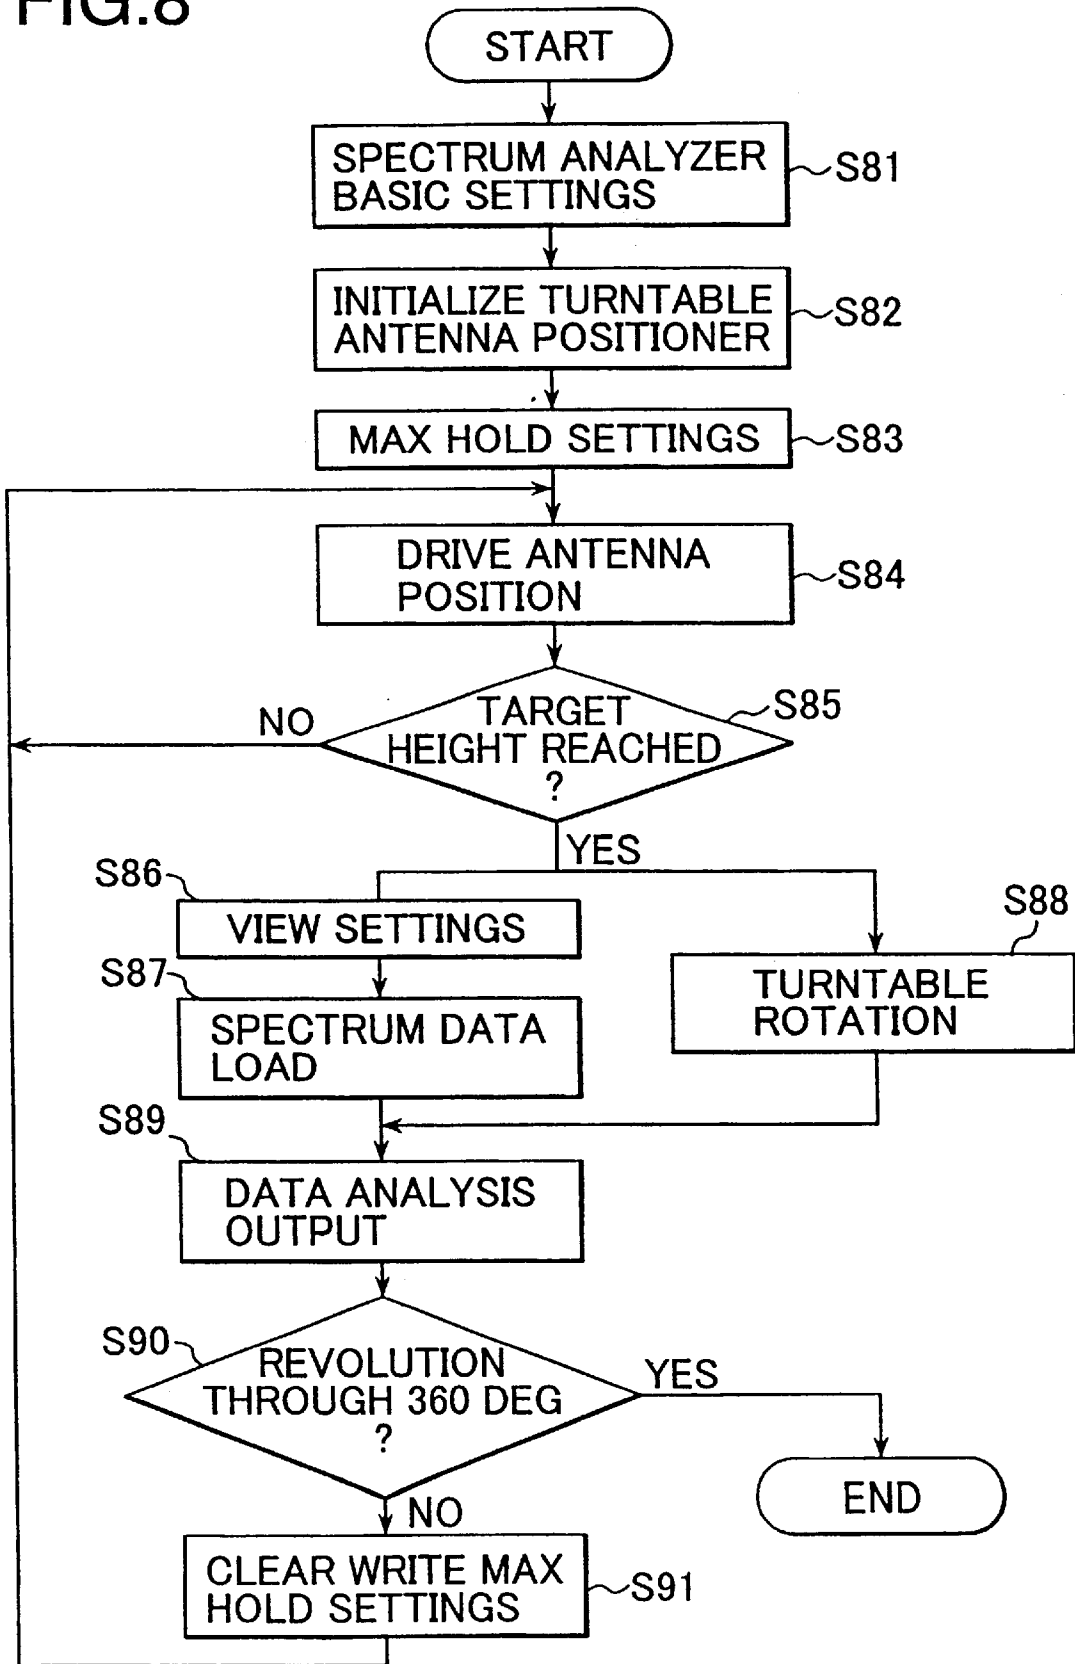 FIG.8
START
SPECTRUM ANALYZER
BASIC SETTINGS
S81
INITIALIZE TURNTABLE
ANTENNA POSITIONER
S82
MAX HOLD SETTINGS
S83
DRIVE ANTENNA
POSITION
S84
TARGET
HEIGHT REACHED
?
S85
NO
YES
S86
VIEW SETTINGS
S87
SPECTRUM DATA
LOAD
S88
TURNTABLE
ROTATION
S89
DATA ANALYSIS
OUTPUT
S90
REVOLUTION
THROUGH 360 DEG
?
YES
END
NO
CLEAR WRITE MAX
HOLD SETTINGS
S91